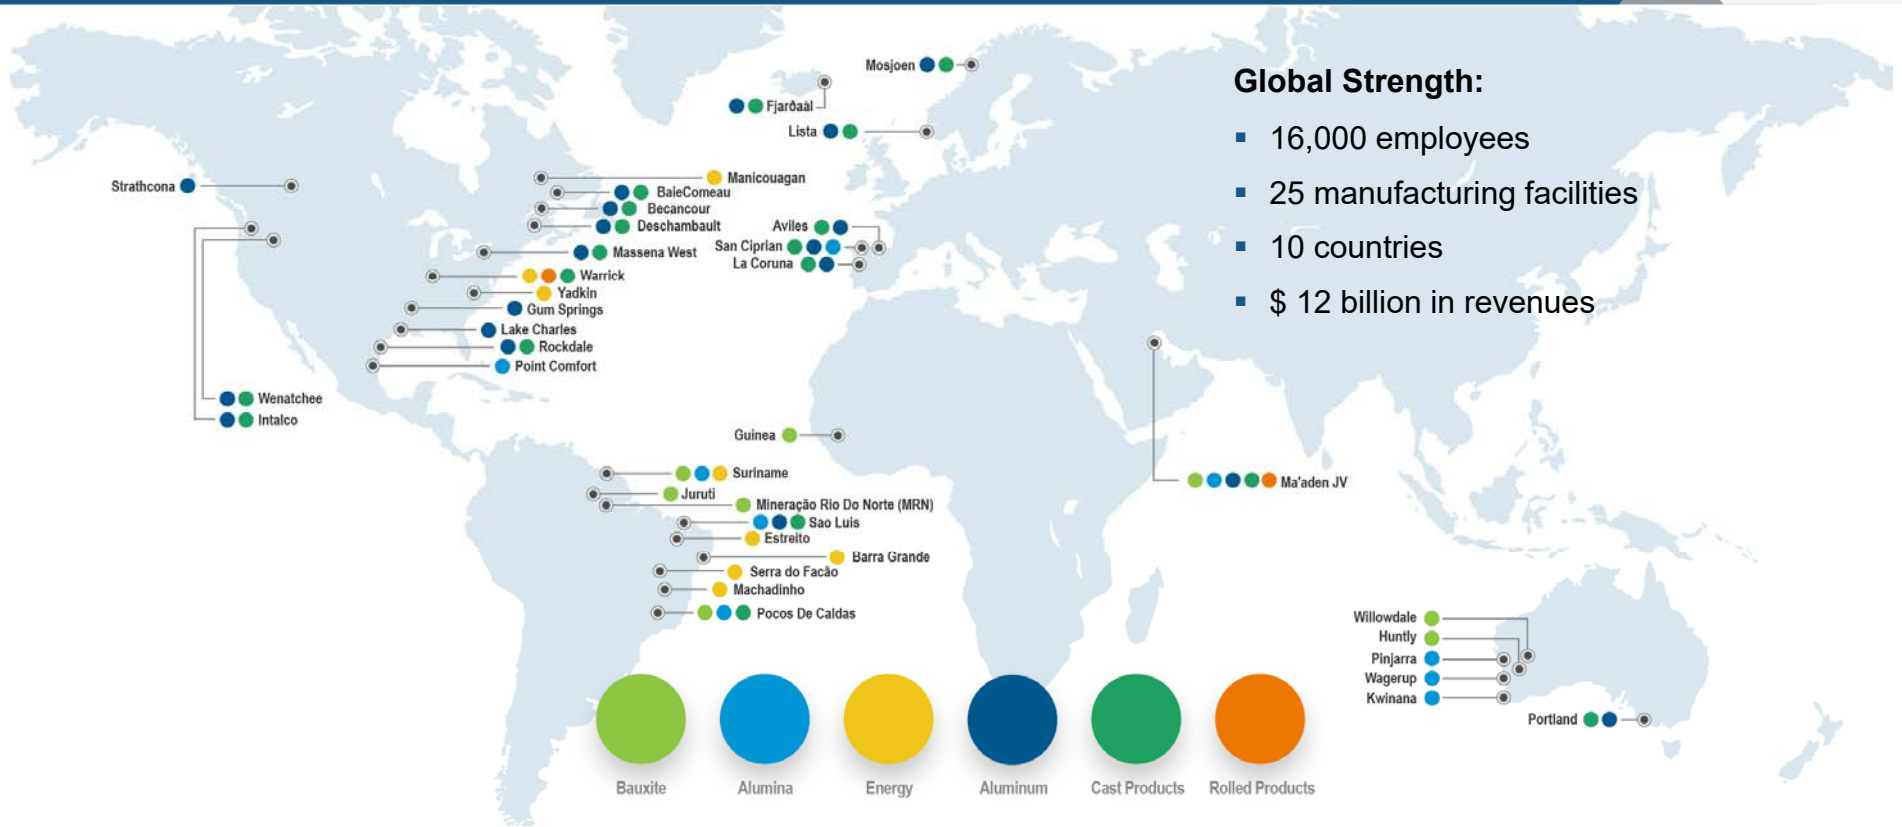 Mosjoen
Fjarðaál
Lista
Global Strength:
▪ 16,000 employees
▪ 25 manufacturing facilities
▪ 10 countries
▪ $ 12 billion in revenues
Strathcona
Manicouagan
BaieComeau
Becancour
Deschambault
Massena West
Warrick
Yadkin
Gum Springs
Lake Charles
Rockdale
Point Comfort
Aviles
San Ciprian
La Coruna
Wenatchee
Intalco
Guinea
Suriname
Juruti
Mineração Rio Do Norte (MRN)
Sao Luis
Estreito
Barra Grande
Serra do Facão
Machadinho
Pocos De Caldas
Ma'aden JV
Willowdale
Huntly
Pinjarra
Wagerup
Kwinana
Portland
Bauxite
Alumina
Energy
Aluminum
Cast Products
Rolled Products